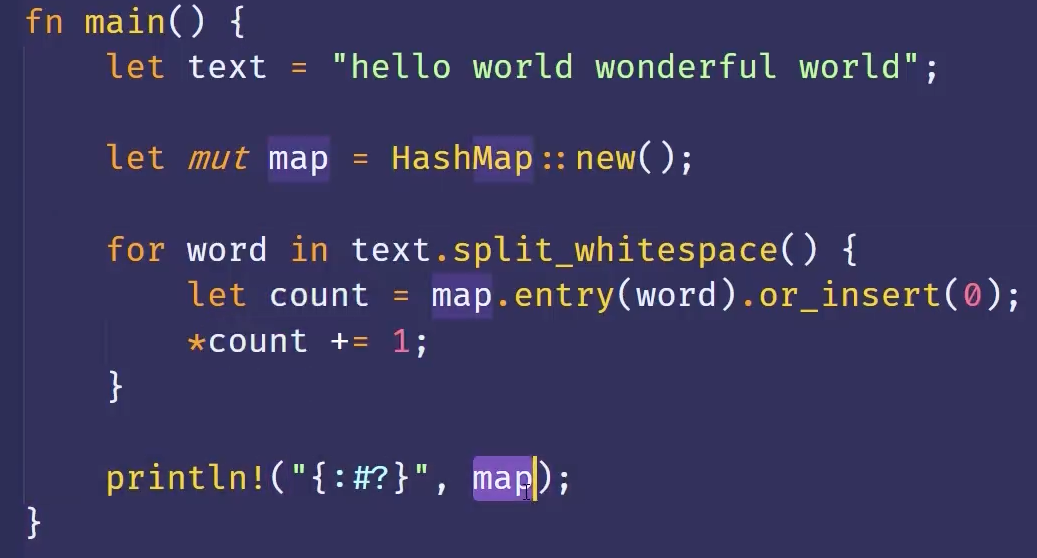 fn main() {
    let text = "hello world wonderful world";
    let mut map = HashMap::new();
    for word in text.split_whitespace() {
        let count = map.entry(word).or_insert(0);
        *count += 1;
    }
    println!("{:#?}", map);
}